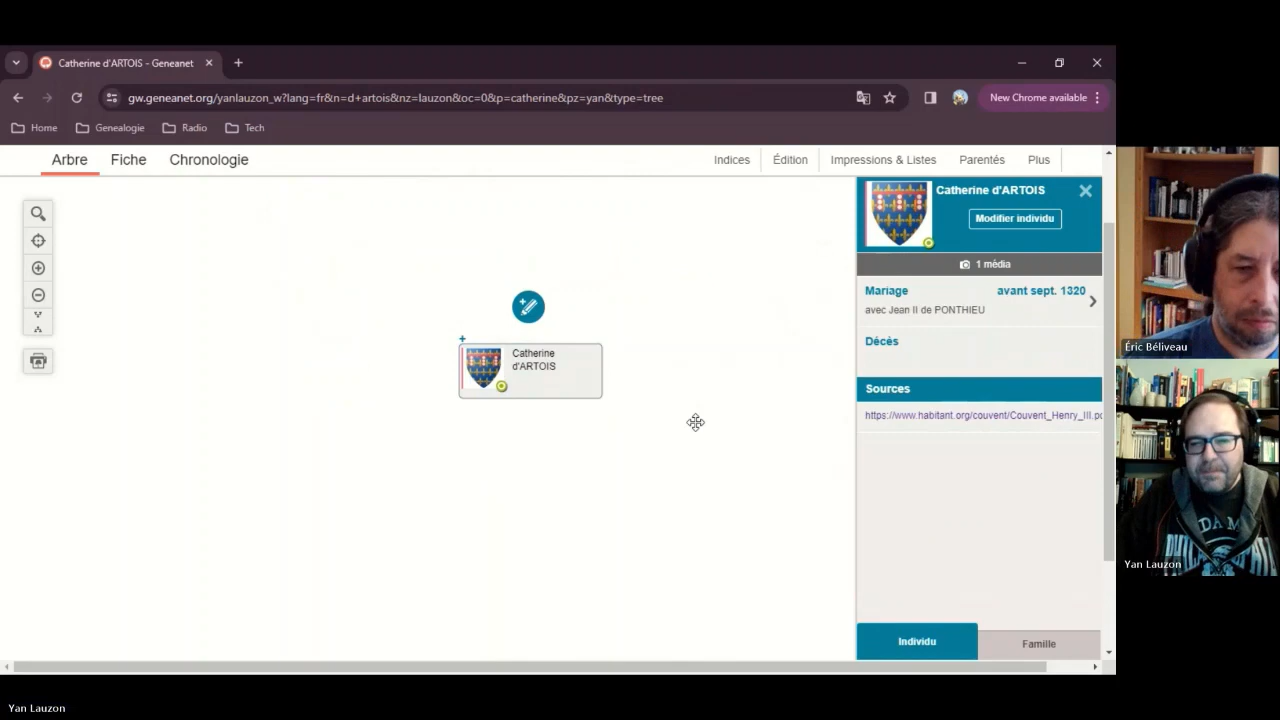 Catherine d'ARTOIS - Geneanet
gw.geneanet.org/yanlauzon_w?lang=fr&n=d+artois&nz=lauzon&oc=0&p=catherine&pz=yan&type=tree
New Chrome available
Home Genealogie Radio Tech
Arbre Fiche Chronologie
Indices Édition Impressions & Listes Parentés Plus
Catherine d'ARTOIS
Modifier individu
1 média
Mariage avant sept. 1320
avec Jean II de PONTHIEU
Décès
Sources
https://www.habitant.org/couvent/Couvent_Henry_III.pd
Individu Famille
Catherine
d'ARTOIS
Éric Béliveau
Yan Lauzon
Yan Lauzon